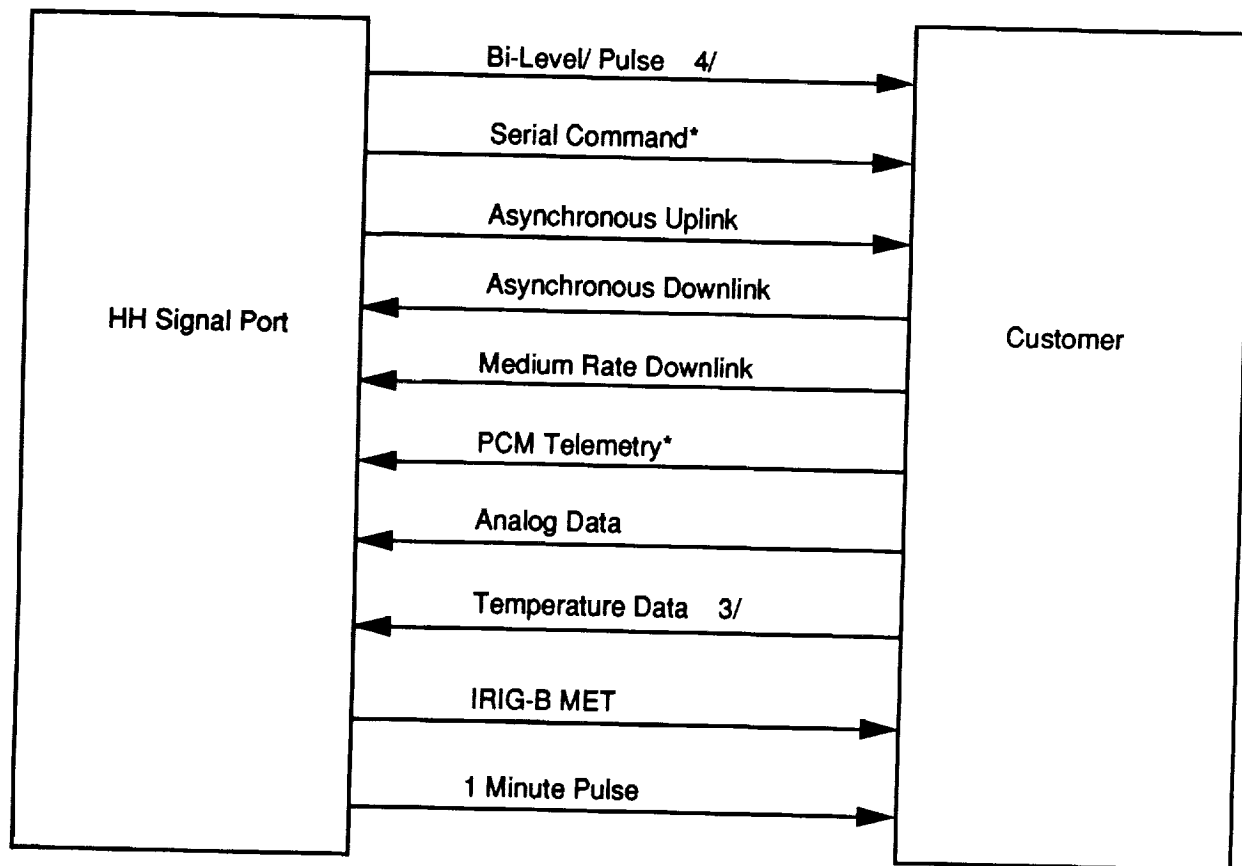 Bi-Level/ Pulse 4/
Serial Command*
Asynchronous Uplink
Asynchronous Downlink
HH Signal Port
Customer
Medium Rate Downlink
PCM Telemetry*
Analog Data
Temperature Data 3/
IRIG-B MET
1 Minute Pulse